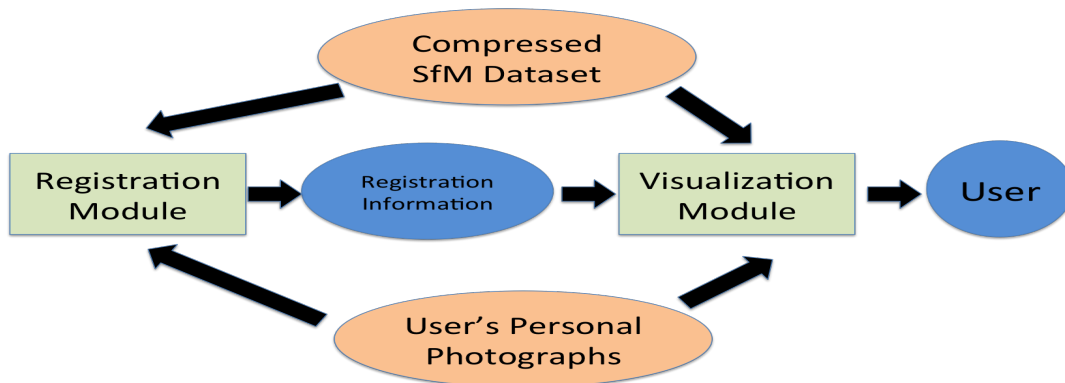 Compressed
SfM Dataset
Registration
Module
Registration
Information
Visualization
Module
User
User's Personal
Photographs